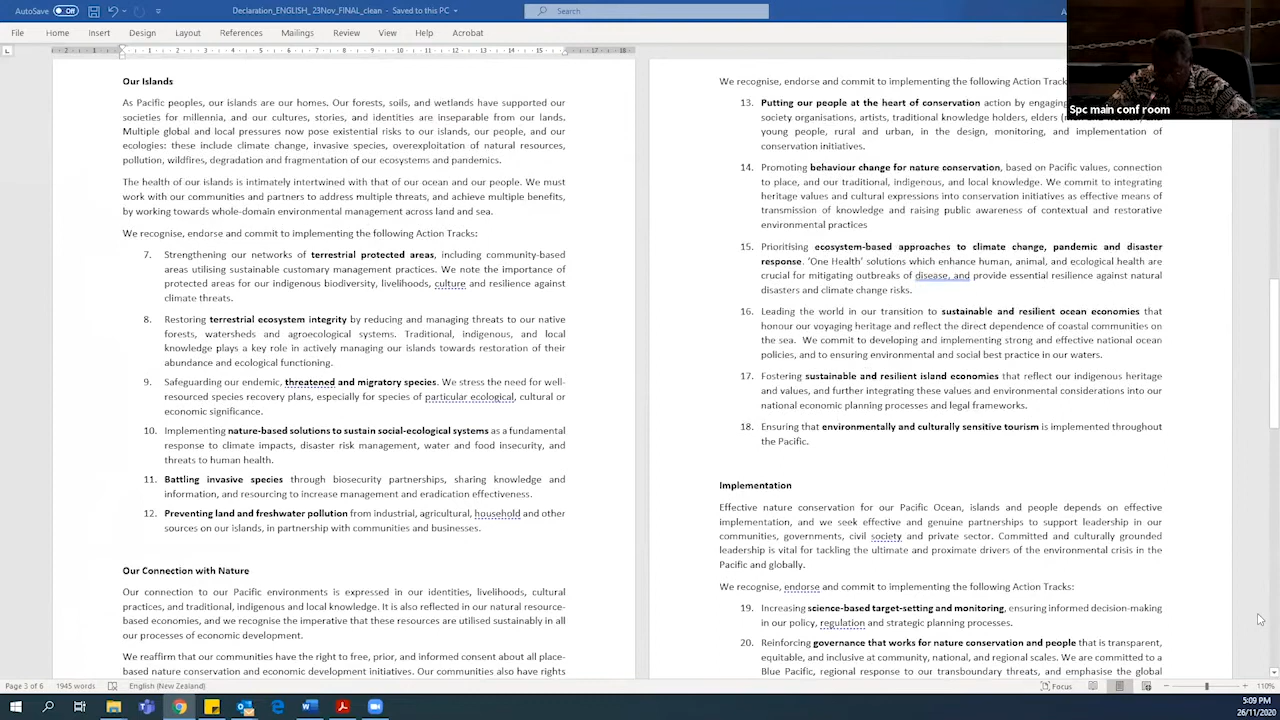 AutoSave Off
Declaration_ENGLISH_ 23Nov_FINAL_clean - Saved to this PC
Search
File Home Insert Design Layout References Mailings Review View Help Acrobat
Spc main conf room
Our Islands
As Pacific peoples, our islands are our homes. Our forests, soils, and wetlands have supported our
societies for millennia, and our cultures, stories, and identities are inseparable from our lands.
Multiple global and local pressures now pose existential risks to our islands, our people, and our
ecologies: these include climate change, invasive species, overexploitation of natural resources,
pollution, wildfires, degradation and fragmentation of our ecosystems and pandemics.
The health of our islands is intimately intertwined with that of our ocean and our people. We must
work with our communities and partners to address multiple threats, and achieve multiple benefits,
by working towards whole-domain environmental management across land and sea.
We recognise, endorse and commit to implementing the following Action Tracks:
7. Strengthening our networks of terrestrial protected areas, including community-based
areas utilising sustainable customary management practices. We note the importance of
protected areas for our indigenous biodiversity, livelihoods, culture and resilience against
climate threats.
8. Restoring terrestrial ecosystem integrity by reducing and managing threats to our native
forests, watersheds and agroecological systems. Traditional, indigenous, and local
knowledge plays a key role in actively managing our islands towards restoration of their
abundance and ecological functioning.
9. Safeguarding our endemic, threatened and migratory species. We stress the need for well-
resourced species recovery plans, especially for species of particular ecological, cultural or
economic significance.
10. Implementing nature-based solutions to sustain social-ecological systems as a fundamental
response to climate impacts, disaster risk management, water and food insecurity, and
threats to human health.
11. Battling invasive species through biosecurity partnerships, sharing knowledge and
information, and resourcing to increase management and eradication effectiveness.
12. Preventing land and freshwater pollution from industrial, agricultural, household and other
sources on our islands, in partnership with communities and businesses.
Our Connection with Nature
Our connection to our Pacific environments is expressed in our identities, livelihoods, cultural
practices, and traditional, indigenous and local knowledge. It is also reflected in our natural resource-
based economies, and we recognise the imperative that these resources are utilised sustainably in all
our processes of economic development.
We reaffirm that our communities have the right to free, prior, and informed consent about all place-
based nature conservation and economic development initiatives. Our communities also have rights
We recognise, endorse and commit to implementing the following Action Tracks
13. Putting our people at the heart of conservation action by engaging
society organisations, artists, traditional knowledge holders, elders
young people, rural and urban, in the design, monitoring, and implementation of
conservation initiatives.
14. Promoting behaviour change for nature conservation, based on Pacific values, connection
to place, and our traditional, indigenous, and local knowledge. We commit to integrating
heritage values and cultural expressions into conservation initiatives as effective means of
transmission of knowledge and raising public awareness of contextual and restorative
environmental practices
15. Prioritising ecosystem-based approaches to climate change, pandemic and disaster
response. 'One Health' solutions which enhance human, animal, and ecological health are
crucial for mitigating outbreaks of disease, and provide essential resilience against natural
disasters and climate change risks.
16. Leading the world in our transition to sustainable and resilient ocean economies that
honour our voyaging heritage and reflect the direct dependence of coastal communities on
the sea. We commit to developing and implementing strong and effective national ocean
policies, and to ensuring environmental and social best practice in our waters.
17. Fostering sustainable and resilient island economies that reflect our indigenous heritage
and values, and further integrating these values and environmental considerations into our
national economic planning processes and legal frameworks.
18. Ensuring that environmentally and culturally sensitive tourism is implemented throughout
the Pacific.
Implementation
Effective nature conservation for our Pacific Ocean, islands and people depends on effective
implementation, and we seek effective and genuine partnerships to support leadership in our
communities, governments, civil society and private sector. Committed and culturally grounded
leadership is vital for tackling the ultimate and proximate drivers of the environmental crisis in the
Pacific and globally.
We recognise, endorse and commit to implementing the following Action Tracks:
19. Increasing science-based target-setting and monitoring, ensuring informed decision-making
in our policy, regulation and strategic planning processes.
20. Reinforcing governance that works for nature conservation and people that is transparent,
equitable, and inclusive at community, national, and regional scales. We are committed to a
Blue Pacific, regional response to our transboundary threats, and emphasise the global
Page 3 of 6 1945 words English (New Zealand) Focus 110%
5:09 PM
26/11/2020